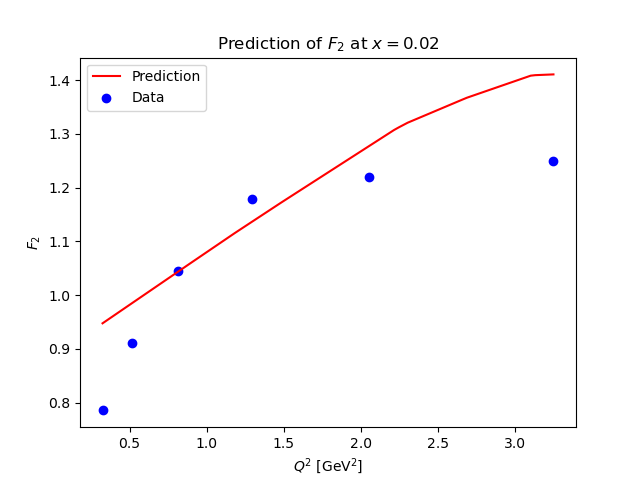 Prediction of F₂ at x = 0.02
Prediction
Data
1.4
1.3
1.2
1.1
1.0
0.9
0.8
F₂
0.5 1.0 1.5 2.0 2.5 3.0
Q² [GeV²]